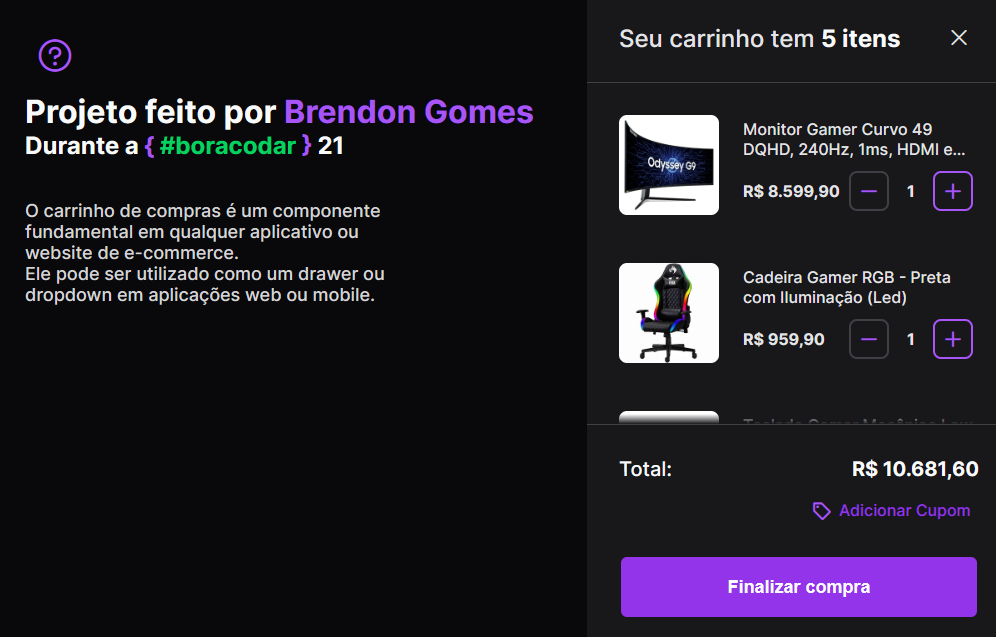 Projeto feito por Brendon Gomes
Durante a { #boracodar } 21
O carrinho de compras é um componente
fundamental em qualquer aplicativo ou
website de e-commerce.
Ele pode ser utilizado como um drawer ou
dropdown em aplicações web ou mobile.
Seu carrinho tem 5 itens
Odyssey G9
Monitor Gamer Curvo 49
DQHD, 240Hz, 1ms, HDMI e...
R$ 8.599,90 1
Cadeira Gamer RGB - Preta
com Iluminação (Led)
R$ 959,90 1
Teclado Gamer Mecânico
Total: R$ 10.681,60
Adicionar Cupom
Finalizar compra